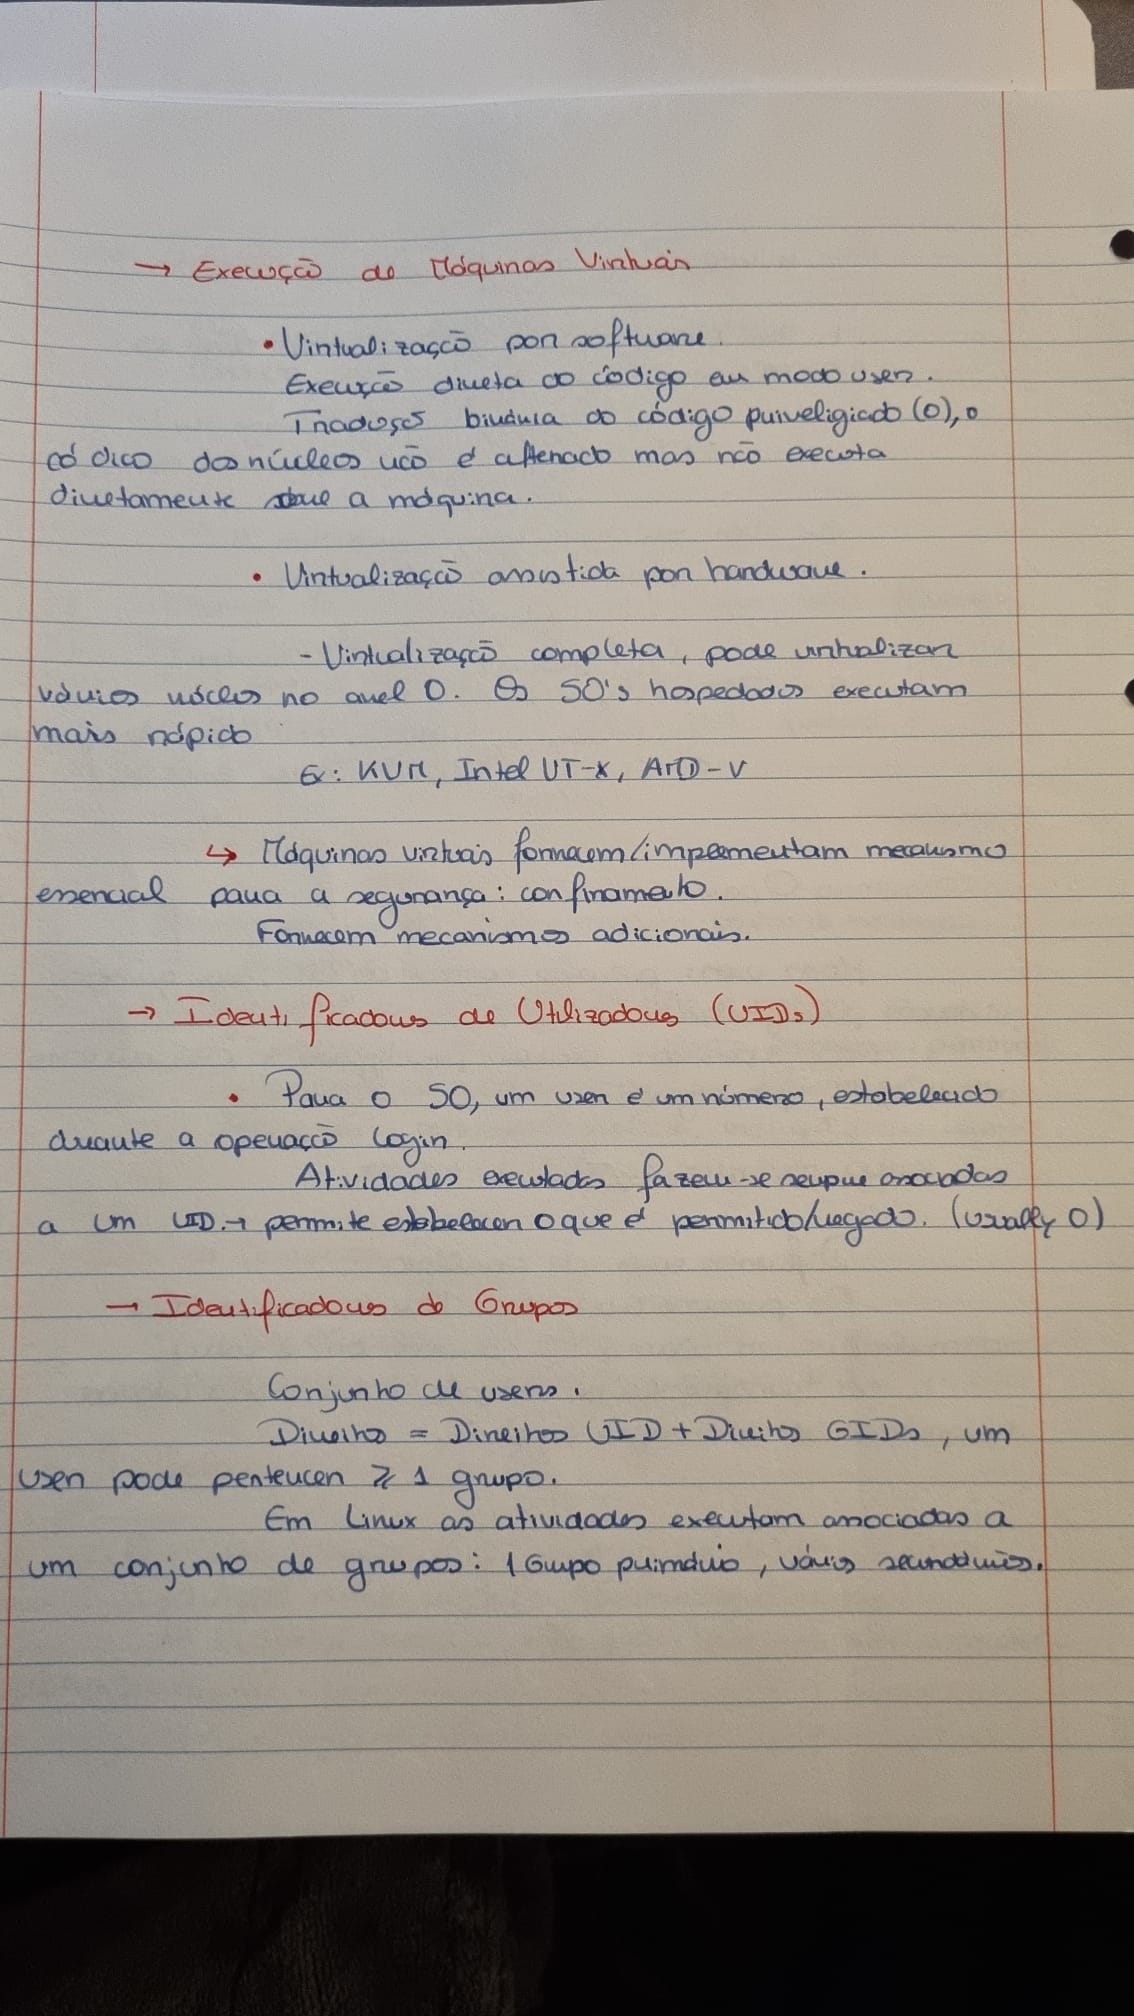 → Execução de Máquinas Virtuais
• Virtualização por software.
Execução direta do código em modo user.
Tradução binária do código priveligiado (0), o
código dos núcleos não é alterado mas não executa
diretamente sobre a máquina.
• Virtualização assistida por hardware.
- Virtualização completa, pode virtualizar
vários núcleos no anel 0. Os SO's hospedados executam
mais rápido
Ex: KVM, Intel VT-x, AMD-V
↳ Máquinas virtuais fornecem/implementam mecanismo
essencial para a segurança: confinamento.
Fornecem mecanismos adicionais.
→ Identificadores de Utilizadores (UIDs)
• Para o SO, um user é um número, estabelecido
durante a operação login.
Atividades executadas fazem-se sempre associadas
a um UID. → permite estabelecer o que é permitido/negado. (usually 0)
→ Identificadores de Grupos
Conjunto de users.
Direitos = Direitos UID + Direitos GIDs, um
user pode pertencer ≥ 1 grupo.
Em Linux as atividades executam associadas a
um conjunto de grupos: 1 Grupo primário, vários secundários.